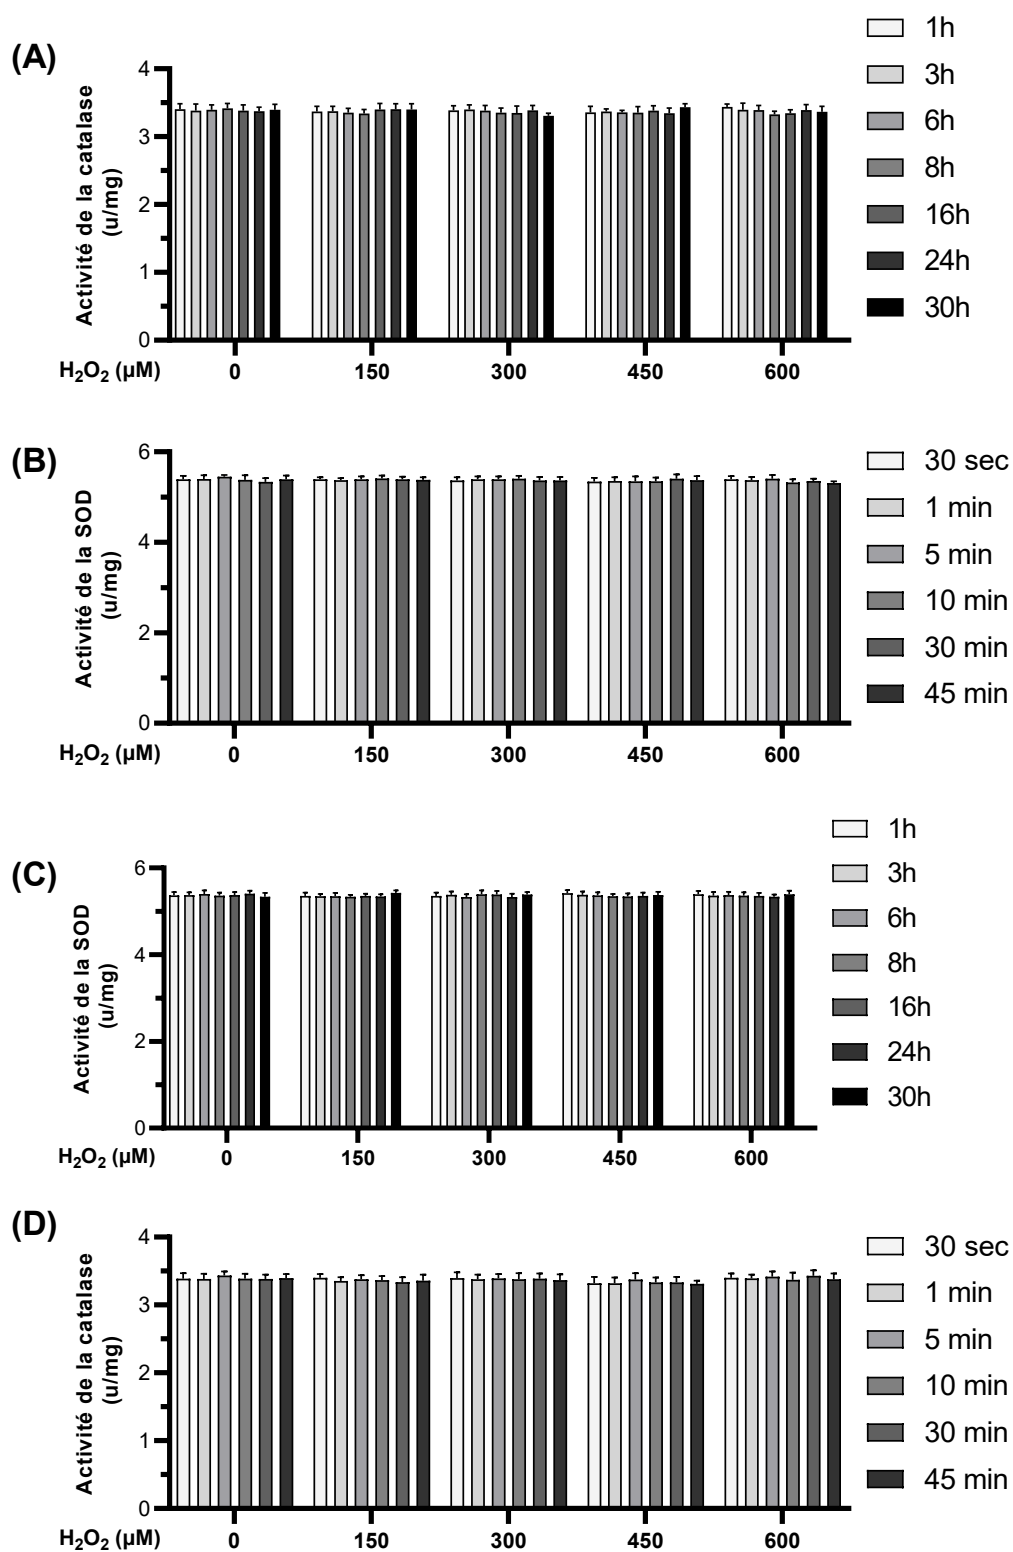 (A)
Activité de la catalase
(u/mg)
4
3
2
1
0
H₂O₂ (µM)
0 150 300 450 600
1h
3h
6h
8h
16h
24h
30h
(B)
Activité de la SOD
(u/mg)
6
4
2
0
H₂O₂ (µM)
0 150 300 450 600
30 sec
1 min
5 min
10 min
30 min
45 min
(C)
Activité de la SOD
(u/mg)
6
4
2
0
H₂O₂ (µM)
0 150 300 450 600
1h
3h
6h
8h
16h
24h
30h
(D)
Activité de la catalase
(u/mg)
4
3
2
1
0
H₂O₂ (µM)
0 150 300 450 600
30 sec
1 min
5 min
10 min
30 min
45 min